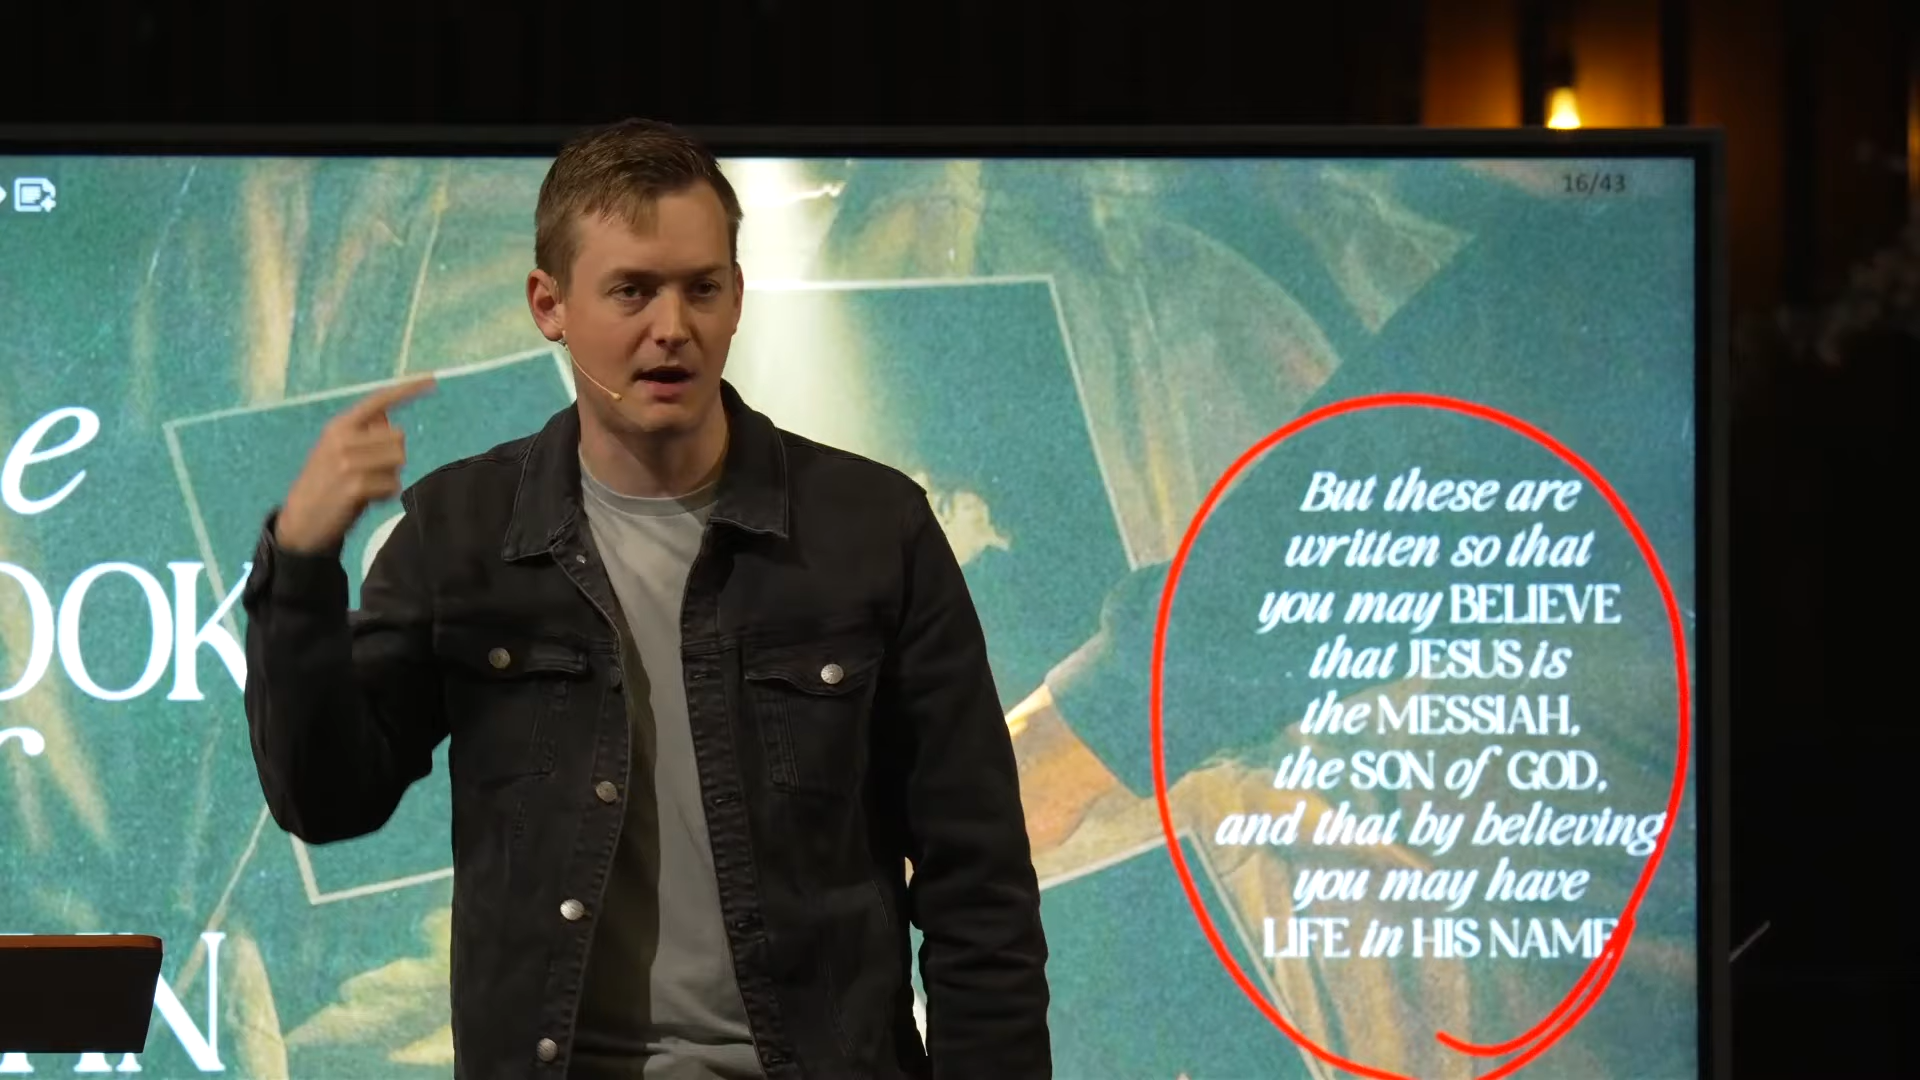 16/43
e
OOK
r
But these are
written so that
you may BELIEVE
that JESUS is
the MESSIAH,
the SON of GOD,
and that by believing
you may have
LIFE in HIS NAME.